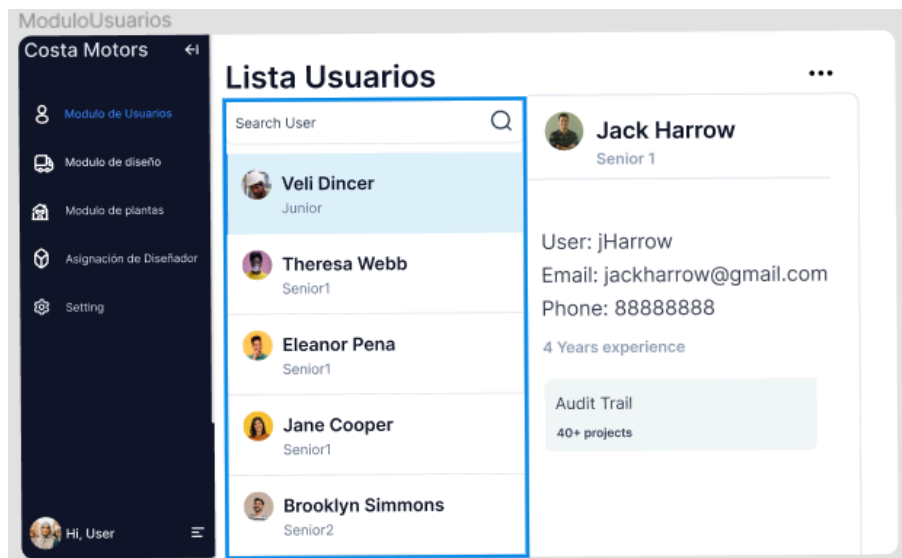 ModuloUsuarios
Costa Motors
Modulo de Usuarios
Modulo de diseño
Modulo de plantas
Asignación de Diseñador
Setting
Hi, User
Lista Usuarios
Search User
Veli Dincer
Junior
Theresa Webb
Senior1
Eleanor Pena
Senior1
Jane Cooper
Senior1
Brooklyn Simmons
Senior2
Jack Harrow
Senior 1
User: jHarrow
Email: jackharrow@gmail.com
Phone: 88888888
4 Years experience
Audit Trail
40+ projects